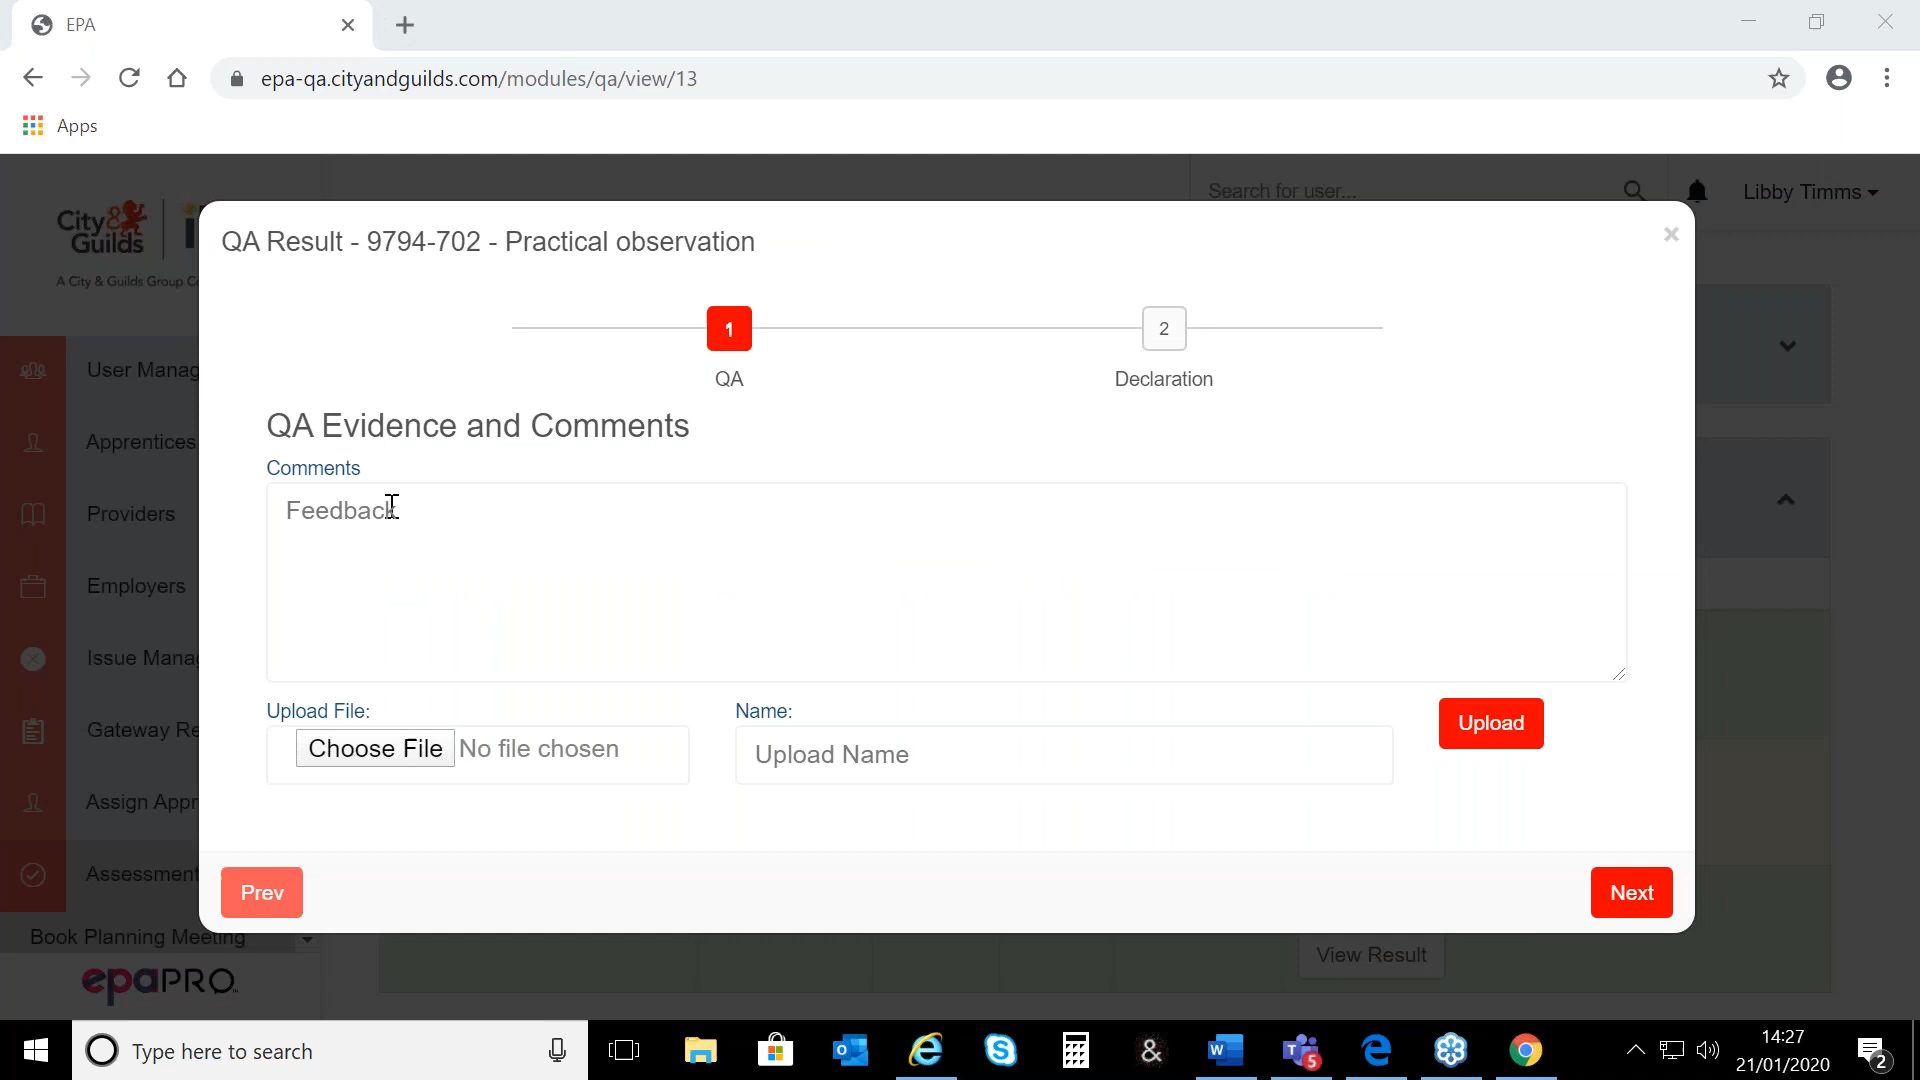 EPA
epa-qa.cityandguilds.com/modules/qa/view/13
Apps
City&
Guilds
A City & Guilds Group
Search for user...
Libby Timms
QA Result - 9794-702 - Practical observation
1
2
QA
Declaration
User Manag
QA Evidence and Comments
Apprentices
Comments
Feedback
Providers
Employers
Issue Mana
Upload File:
Name:
Upload
Gateway Re
Choose File
No file chosen
Upload Name
Assign Appr
Assessment
Prev
Next
Book Planning Meeting
View Result
epaPRO
Type here to search
5
14:27
21/01/2020
2